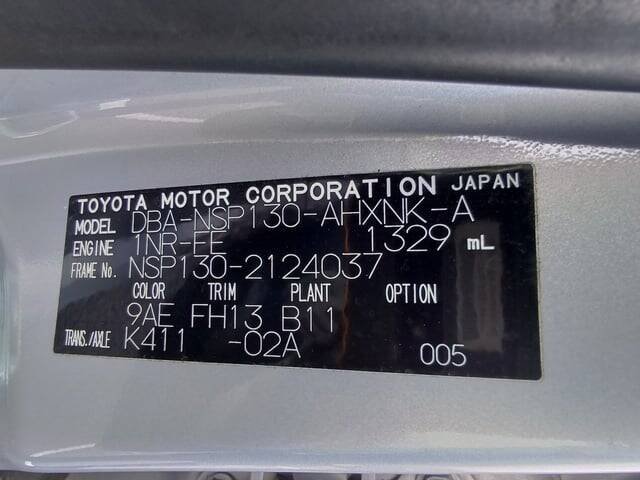 TOYOTA MOTOR CORPORATION JAPAN
MODEL DBA-NSP130-AHXNK-A
ENGINE 1NR-FE 1329 mL
FRAME No. NSP130-2124037
COLOR TRIM PLANT OPTION
9AE FH13 B11
TRANS./AXLE K411 -02A 005